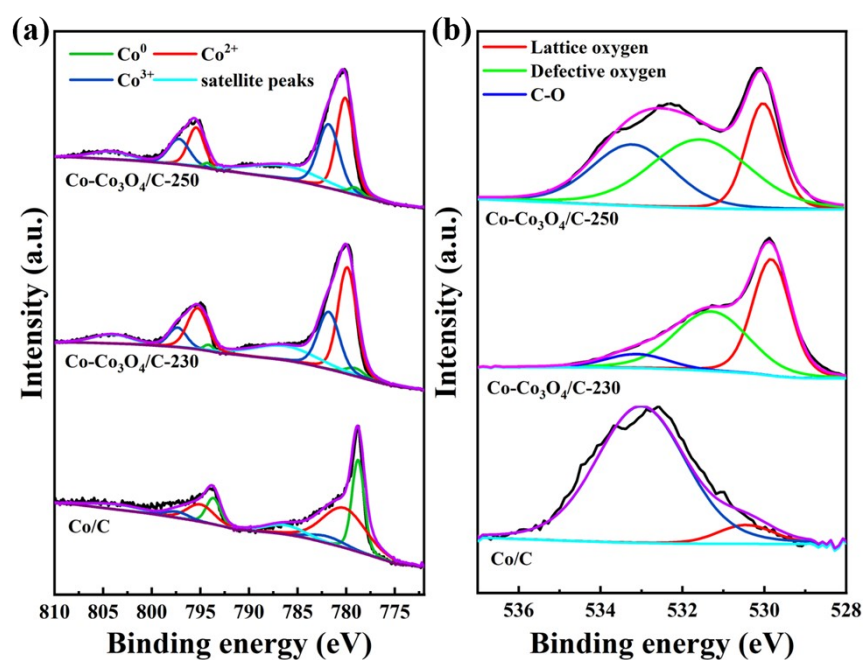 (a)
Co⁰
Co²⁺
Co³⁺
satellite peaks
Co-Co₃O₄/C-250
Co-Co₃O₄/C-230
Co/C
Intensity (a.u.)
810 805 800 795 790 785 780 775
Binding energy (eV)
(b)
Lattice oxygen
Defective oxygen
C-O
Co-Co₃O₄/C-250
Co-Co₃O₄/C-230
Co/C
Intensity (a.u.)
536 534 532 530 528
Binding energy (eV)